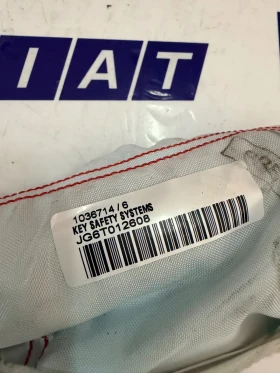 IAT
1036714 / 6
KEY SAFETY SYSTEMS
JG6T012608